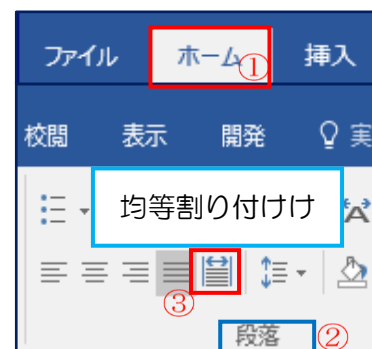 ファイル ホーム① 挿入
校閲 表示 開発 実
均等割り付けけ
③
段落 ②